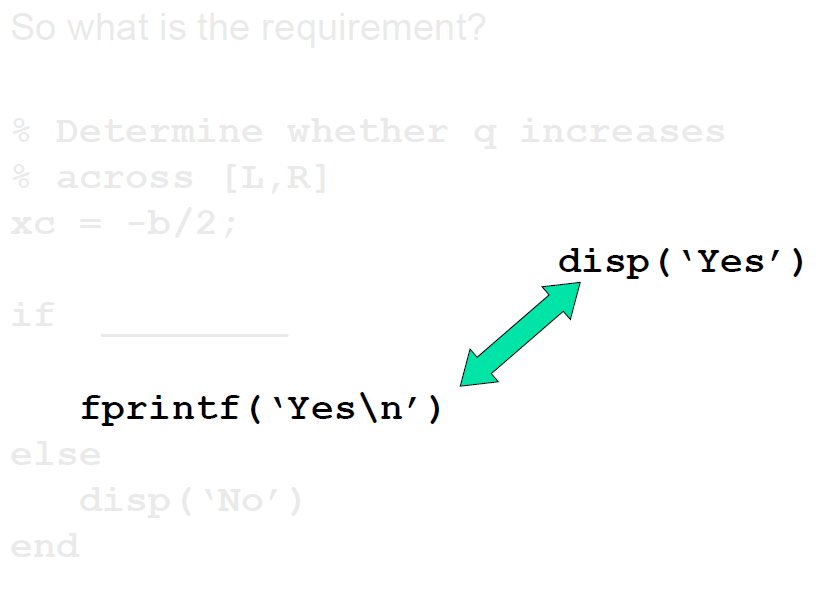 So what is the requirement?
% Determine whether q increases
% across [L,R]
xc = -b/2;
disp(‘Yes’)
if ________
fprintf(‘Yes\n’)
else
disp(‘No’)
end